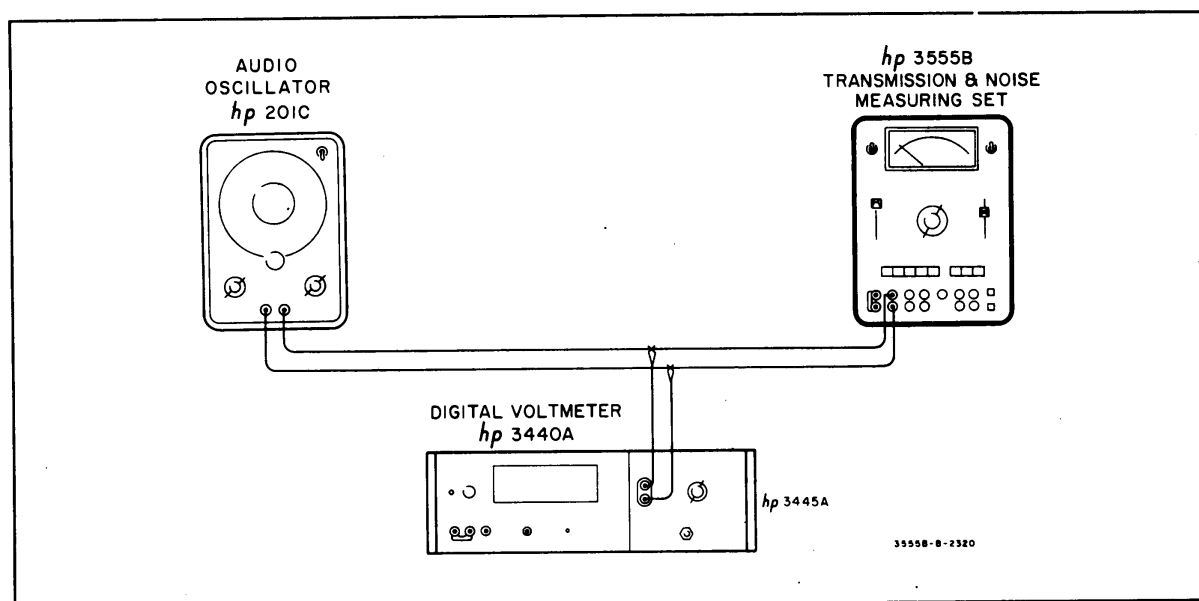 AUDIO
OSCILLATOR
hp 201C
hp 3555B
TRANSMISSION & NOISE
MEASURING SET
DIGITAL VOLTMETER
hp 3440A
hp 3445A
3555B-B-2320